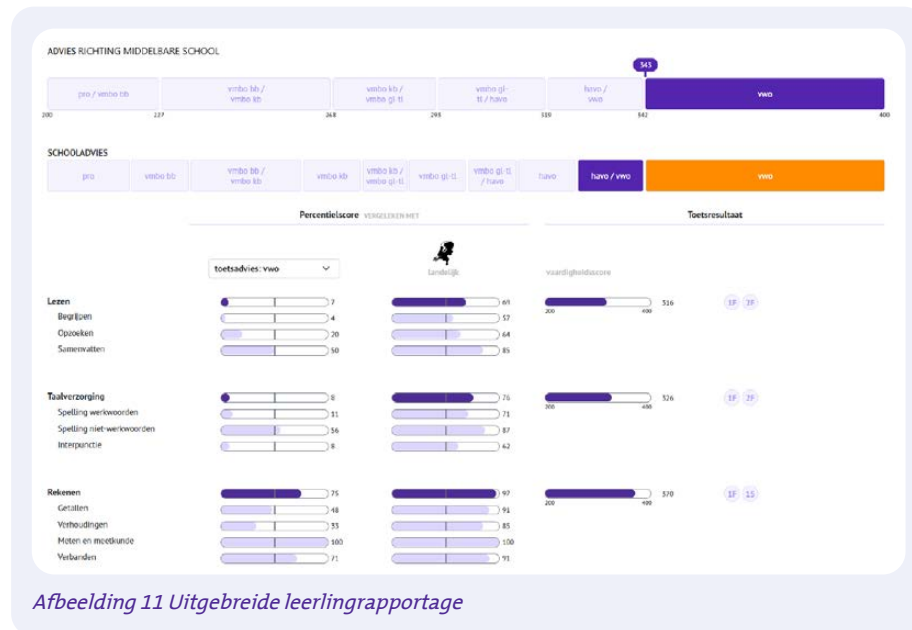 ADVIES RICHTING MIDDELBARE SCHOOL
343
pro / vmbo bb
vmbo bb / vmbo kb
vmbo kb / vmbo gl-tl
vmbo gl-tl / havo
havo / vwo
vwo
200
400
SCHOOLADVIES
pro
vmbo bb
vmbo bb / vmbo kb
vmbo kb
vmbo kb / vmbo gl-tl
vmbo gl-tl
vmbo gl-tl / havo
havo
havo / vwo
vwo
Percentielscore VERGELEKEN MET
Toetsresultaat
toetsadvies: vwo
landelijk
vaardigheidsscore
Lezen 7 200 400 316 1F 2F
Begrijpen 4 57
Opzoeken 20 64
Samenvatten 50 85
Taalverzorging 8 76 200 400 326 1F 2F
Spelling werkwoorden 11 71
Spelling niet-werkwoorden 56 87
Interpunctie 8 62
Rekenen 75 97 200 400 370 1F 1S
Getallen 48 91
Verhoudingen 33 85
Meten en meetkunde 100 100
Verbanden 71 91
Afbeelding 11 Uitgebreide leerlingrapportage